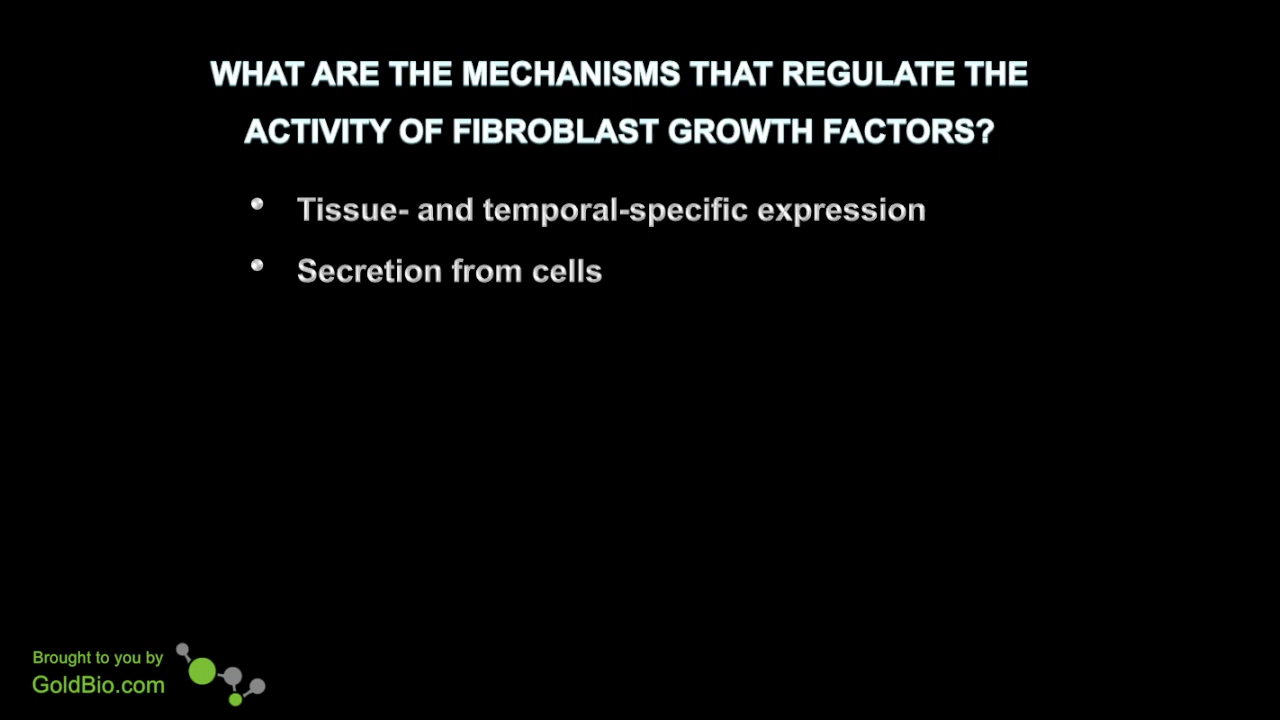 WHAT ARE THE MECHANISMS THAT REGULATE THE
ACTIVITY OF FIBROBLAST GROWTH FACTORS?
• Tissue- and temporal-specific expression
• Secretion from cells
Brought to you by
GoldBio.com